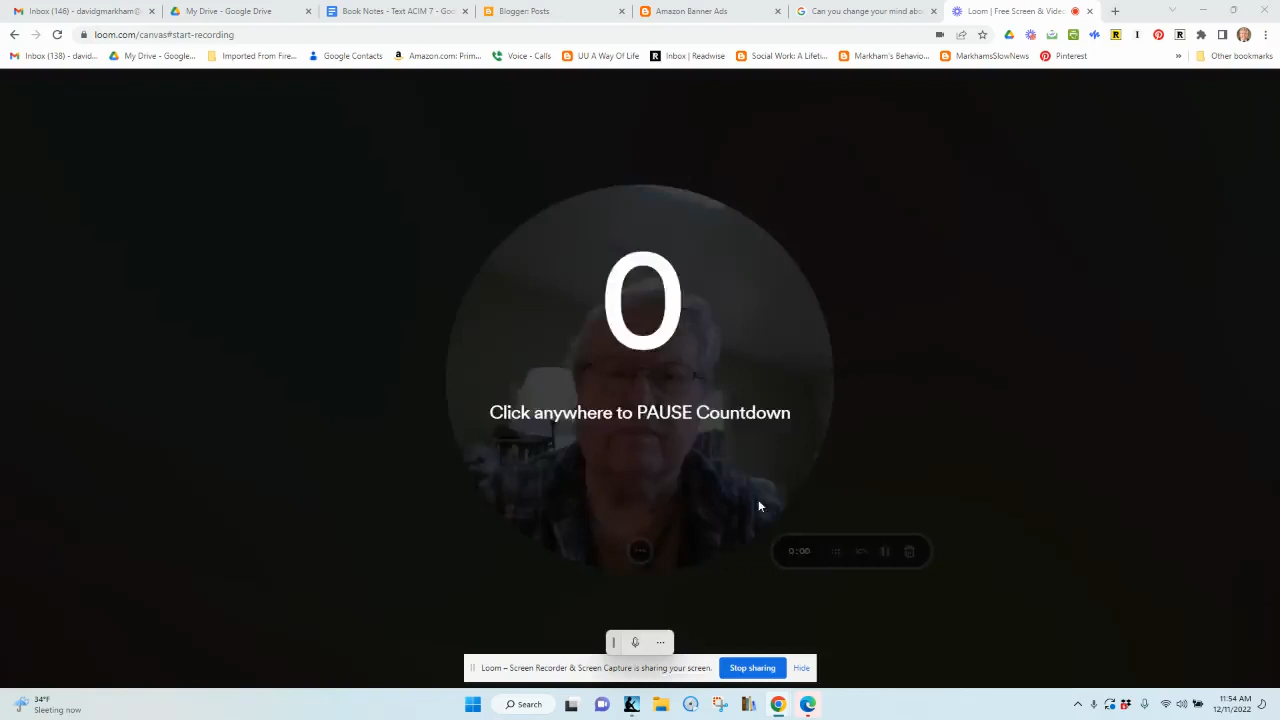 Inbox (146) - davidgmarkham@ × My Drive - Google Drive × Book Notes - Text ACIM 7 - Google × Blogger: Posts × Amazon Banner Ads × Can you change your mind abo × Loom | Free Screen & Video × +
loom.com/canvas#start-recording
Inbox (138) - david... My Drive - Google... Imported From Fire... Google Contacts Amazon.com: Prim... Voice - Calls UU A Way Of Life Inbox | Readwise Social Work: A Lifeti... Markham's Behavio... MarkhamsSlowNews Pinterest » Other bookmarks
0
Click anywhere to PAUSE Countdown
0:00
Loom – Screen Recorder & Screen Capture is sharing your screen. Stop sharing Hide
34°F Search 11:54 AM
Sleeting now 12/11/2022